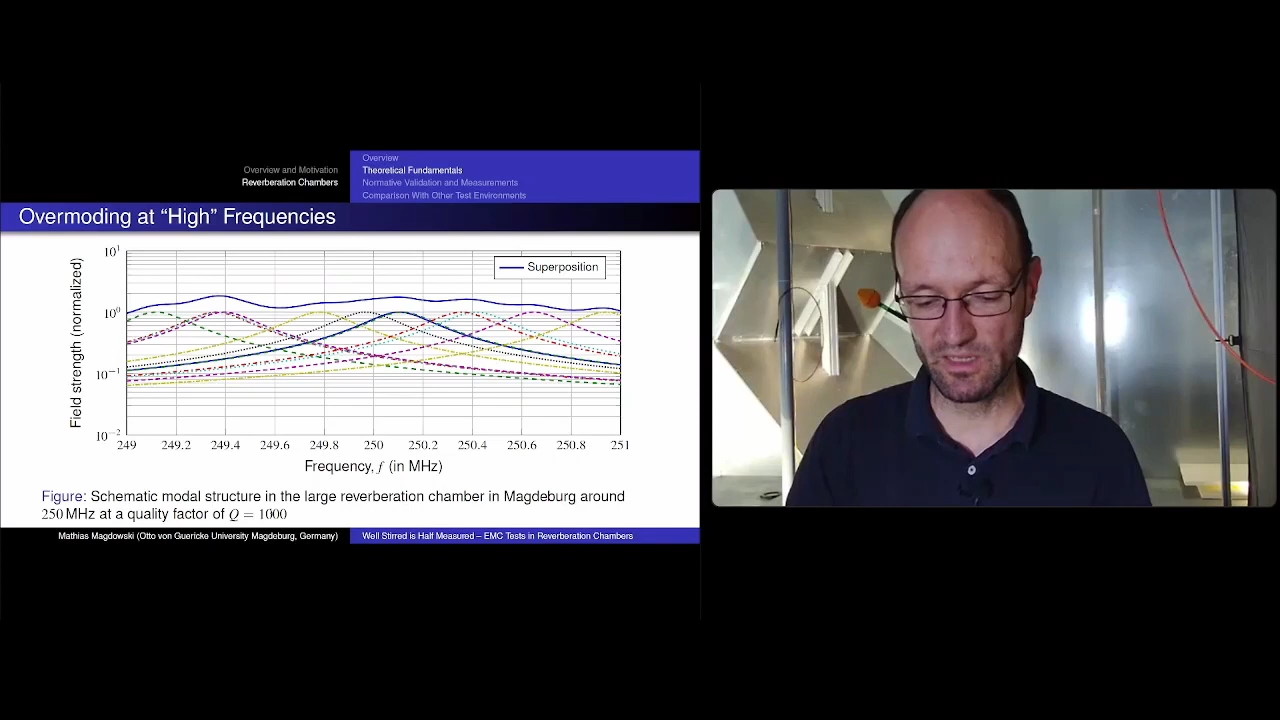 Overview and Motivation
Reverberation Chambers
Overview
Theoretical Fundamentals
Normative Validation and Measurements
Comparison With Other Test Environments
Overmoding at “High” Frequencies
Field strength (normalized)
10¹
10⁰
10⁻¹
10⁻²
Superposition
249 249.2 249.4 249.6 249.8 250 250.2 250.4 250.6 250.8 251
Frequency, f (in MHz)
Figure: Schematic modal structure in the large reverberation chamber in Magdeburg around
250 MHz at a quality factor of Q = 1000
Mathias Magdowski (Otto von Guericke University Magdeburg, Germany)
Well Stirred is Half Measured – EMC Tests in Reverberation Chambers